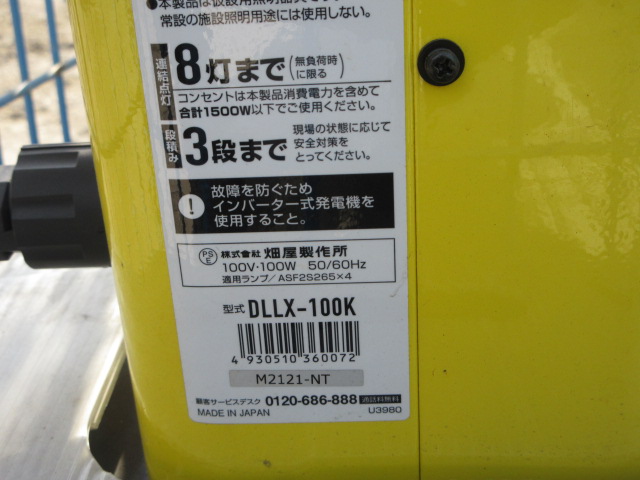 常設の施設照明用途には使用しない。
連結点灯
8灯まで
(無負荷時に限る)
コンセントは本製品消費電力を含めて
合計1500W以下でご使用ください。
段積み
3段まで
現場の状態に応じて
安全対策を
とってください。
故障を防ぐため
インバーター式発電機を
使用すること。
PSE 株式会社 畑屋製作所
100V·100W 50/60Hz
適用ランプ/ASF2S265×4
型式 DLLX-100K
4 930510 360072
M2121-NT
顧客サービスデスク 0120-686-888 通話料無料
MADE IN JAPAN U3980